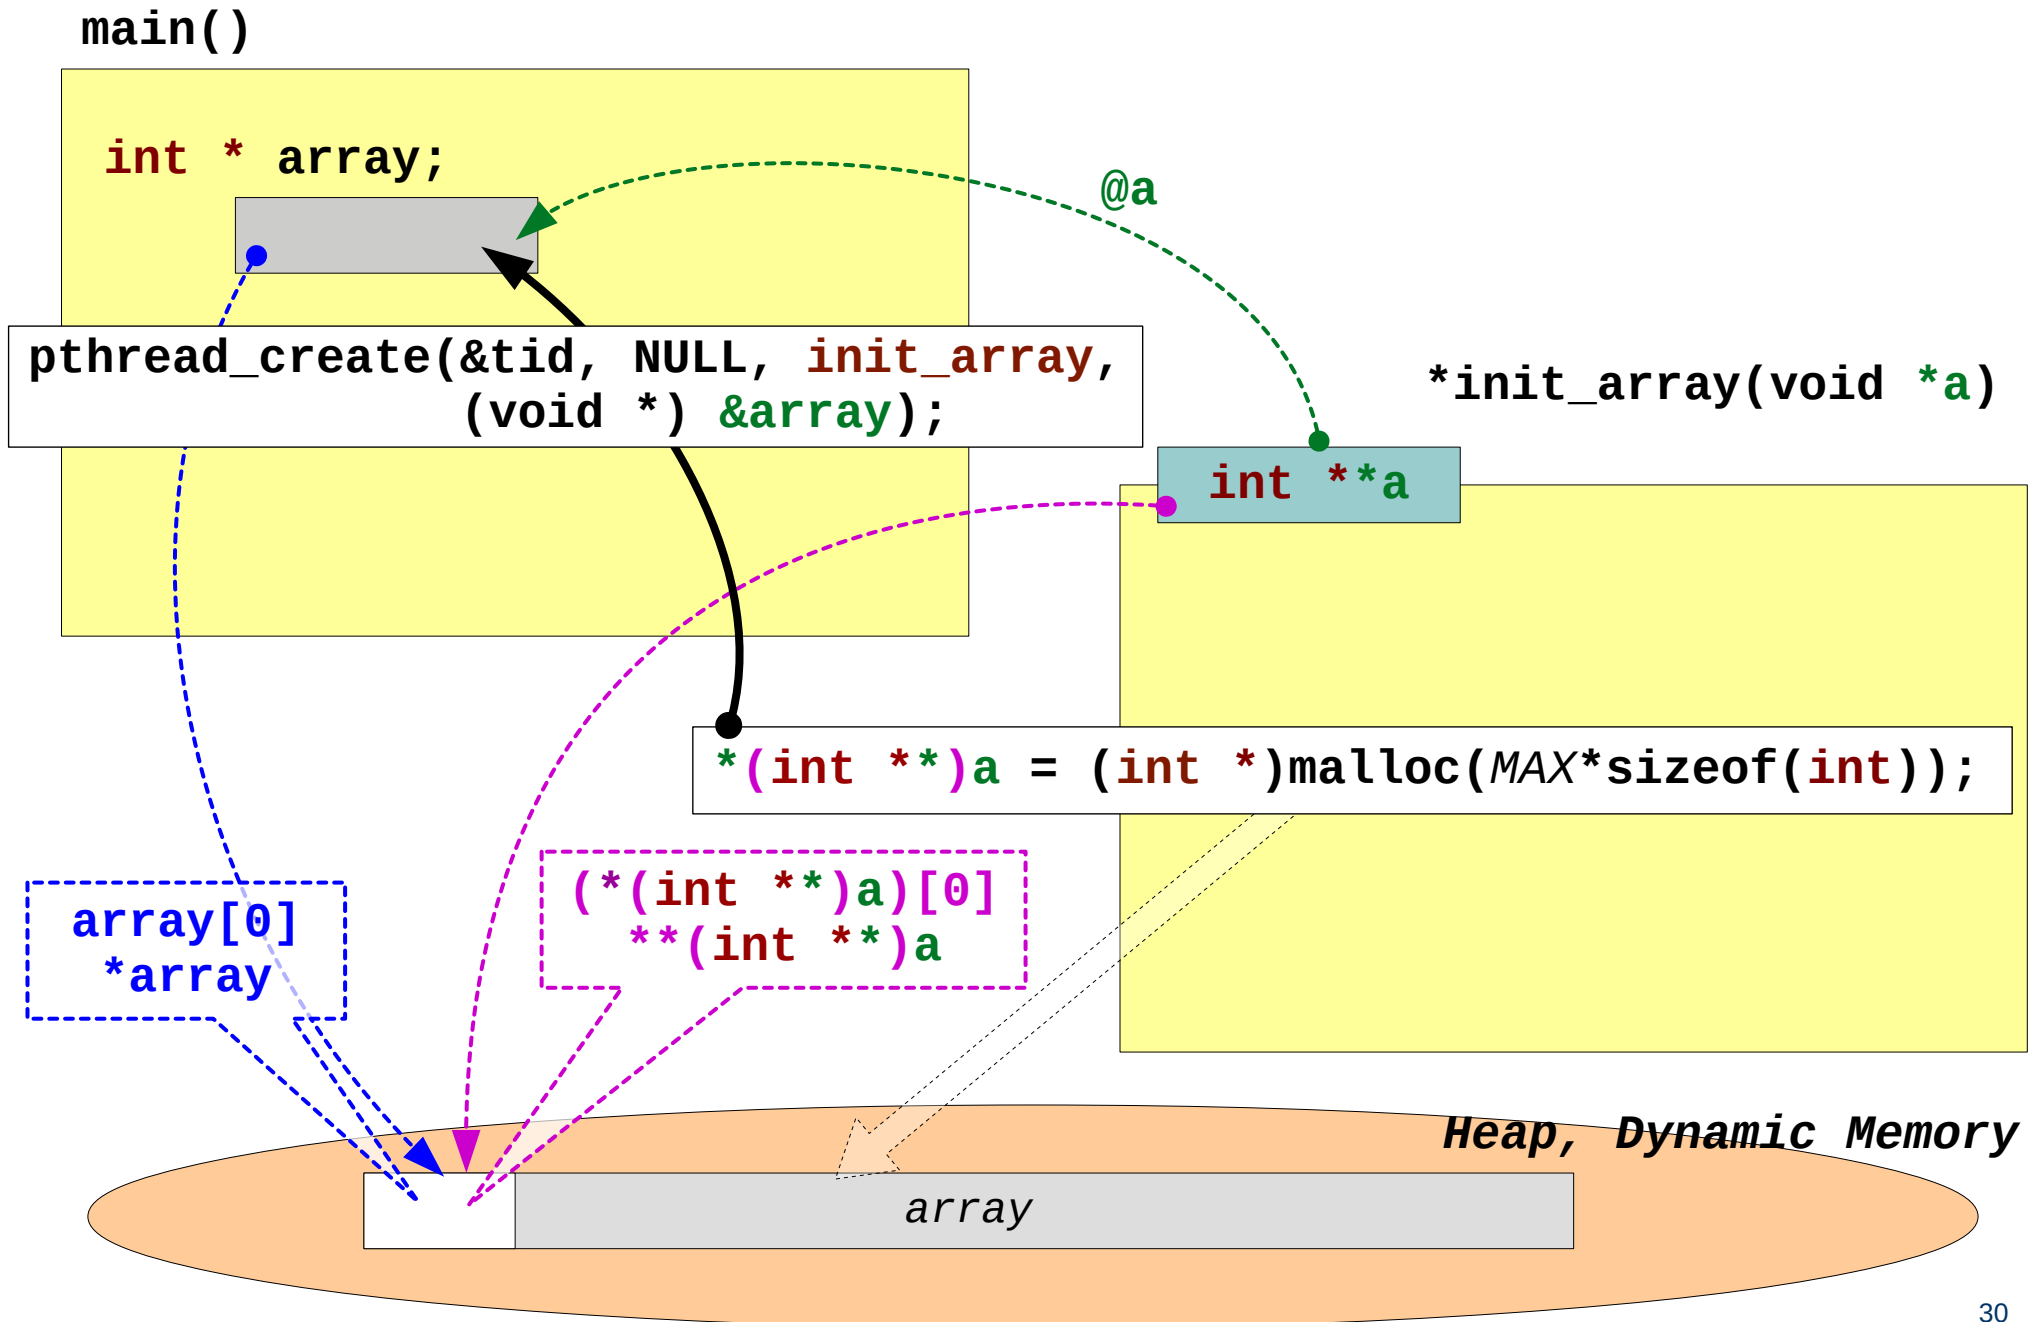 main()
int * array;
@a
pthread_create(&tid, NULL, init_array,
(void *) &array);
*init_array(void *a)
int **a
*(int **)a = (int *)malloc(MAX*sizeof(int));
(*(int **)a)[0]
**(int **)a
array[0]
*array
Heap, Dynamic Memory
array
30